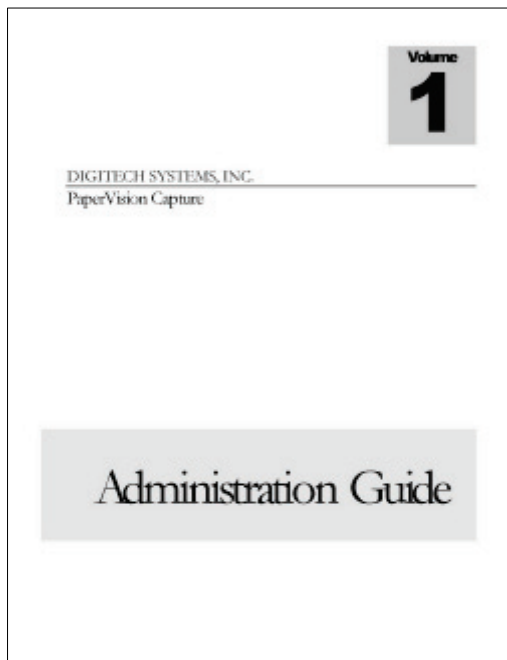 Volume
1
DIGITECH SYSTEMS, INC.
PaperVision Capture
Administration Guide